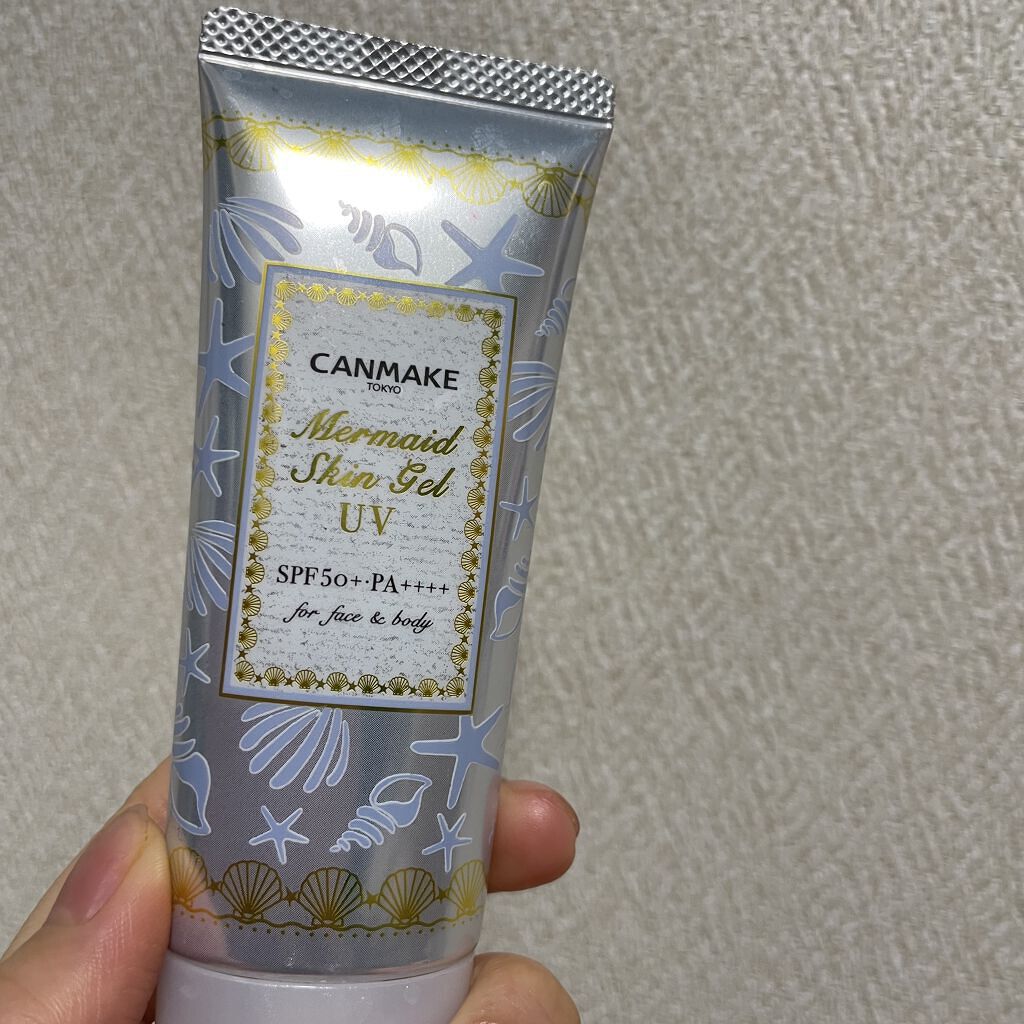 CANMAKE
TOKYO
Mermaid
Skin Gel
UV
SPF50+·PA++++
for face & body